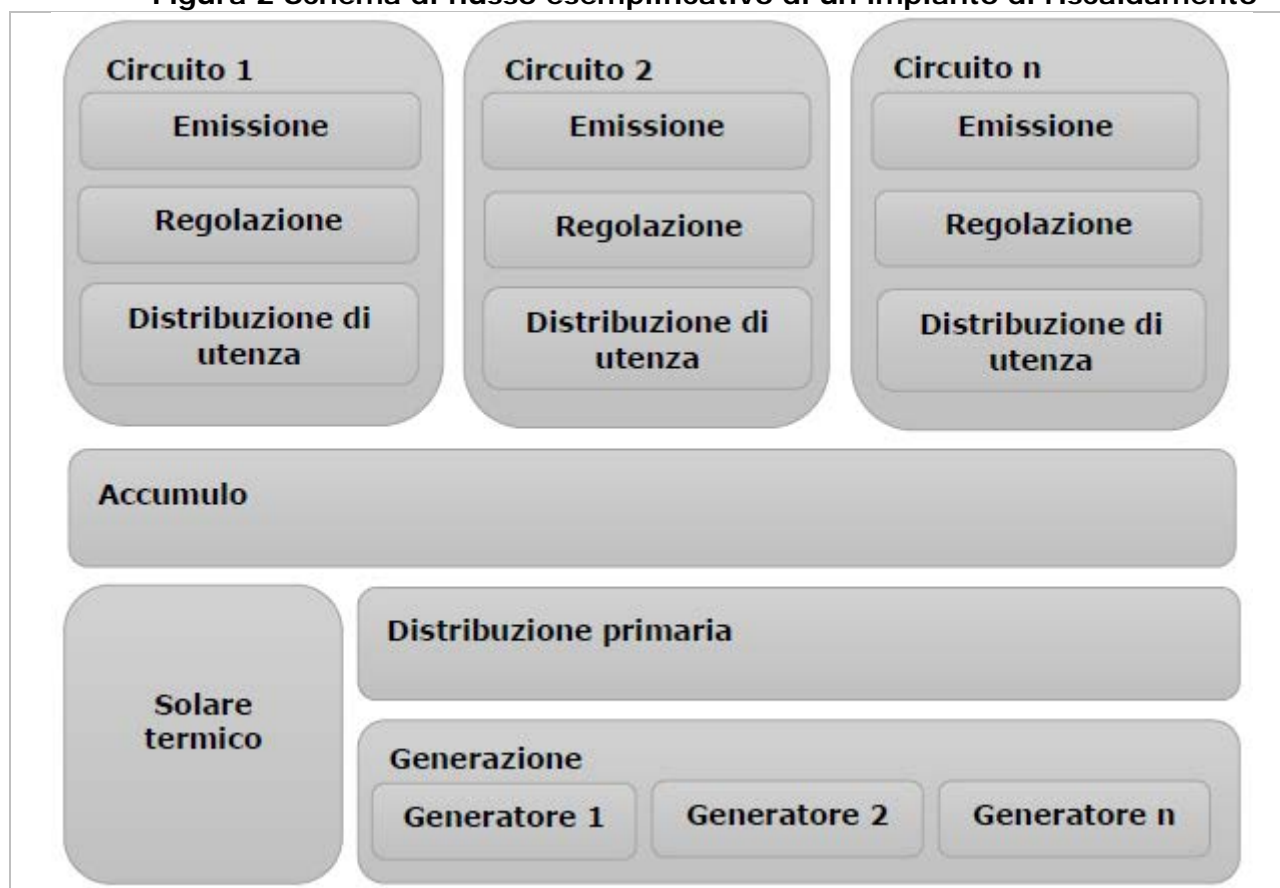 Figura 2 Schema di flusso esemplificativo di un impianto di riscaldamento
Circuito 1
Emissione
Regolazione
Distribuzione di
utenza
Circuito 2
Emissione
Regolazione
Distribuzione di
utenza
Circuito n
Emissione
Regolazione
Distribuzione di
utenza
Accumulo
Solare
termico
Distribuzione primaria
Generazione
Generatore 1
Generatore 2
Generatore n